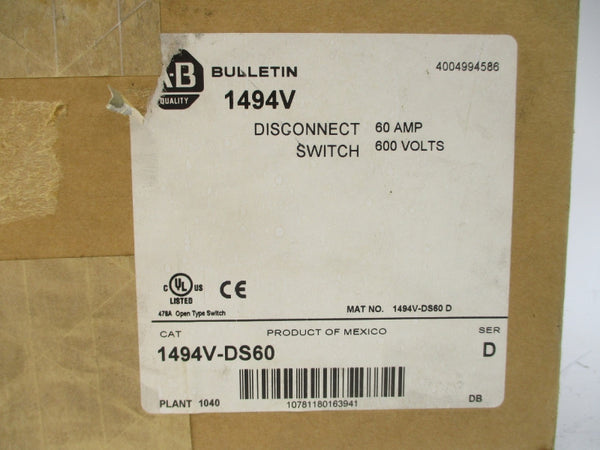 A-B
QUALITY
BULLETIN
4004994586
1494V
DISCONNECT 60 AMP
SWITCH 600 VOLTS
C UL US
LISTED
CE
478A Open Type Switch
MAT NO. 1494V-DS60 D
CAT PRODUCT OF MEXICO SER
1494V-DS60 D
PLANT 1040 10781180163941 DB